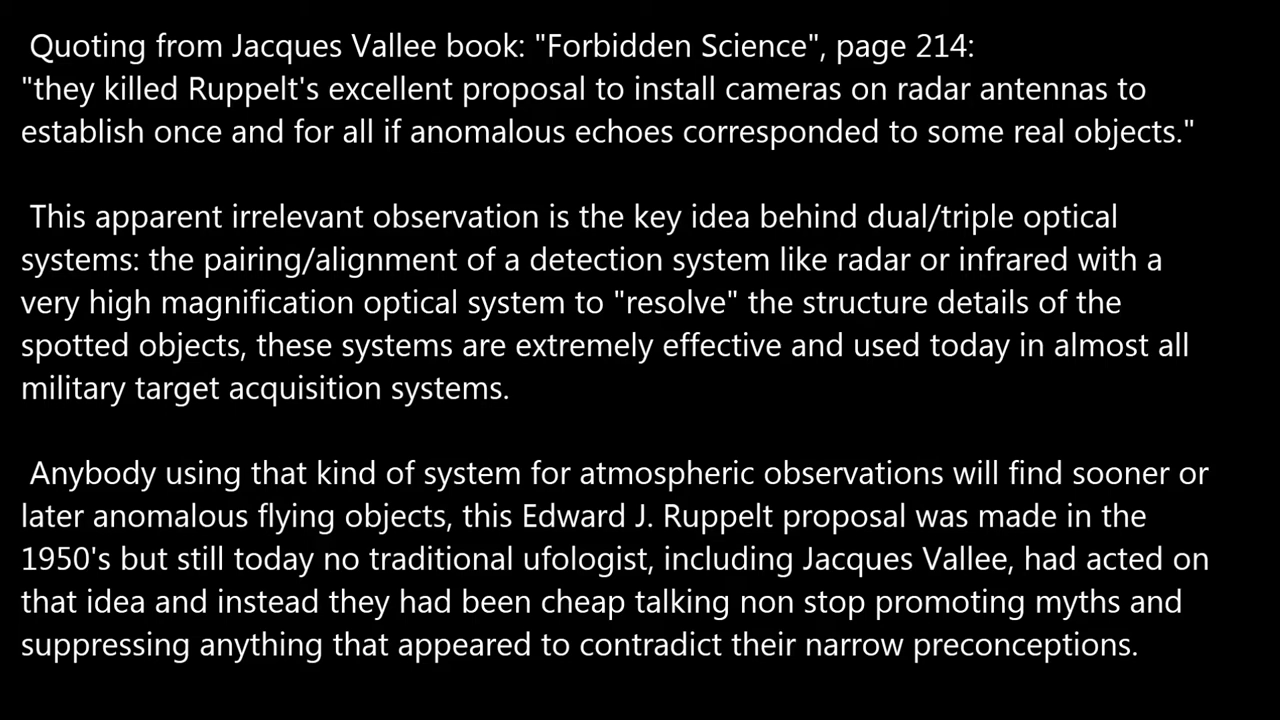 Quoting from Jacques Vallee book: "Forbidden Science", page 214:
"they killed Ruppelt's excellent proposal to install cameras on radar antennas to
establish once and for all if anomalous echoes corresponded to some real objects."
This apparent irrelevant observation is the key idea behind dual/triple optical
systems: the pairing/alignment of a detection system like radar or infrared with a
very high magnification optical system to "resolve" the structure details of the
spotted objects, these systems are extremely effective and used today in almost all
military target acquisition systems.
Anybody using that kind of system for atmospheric observations will find sooner or
later anomalous flying objects, this Edward J. Ruppelt proposal was made in the
1950's but still today no traditional ufologist, including Jacques Vallee, had acted on
that idea and instead they had been cheap talking non stop promoting myths and
suppressing anything that appeared to contradict their narrow preconceptions.